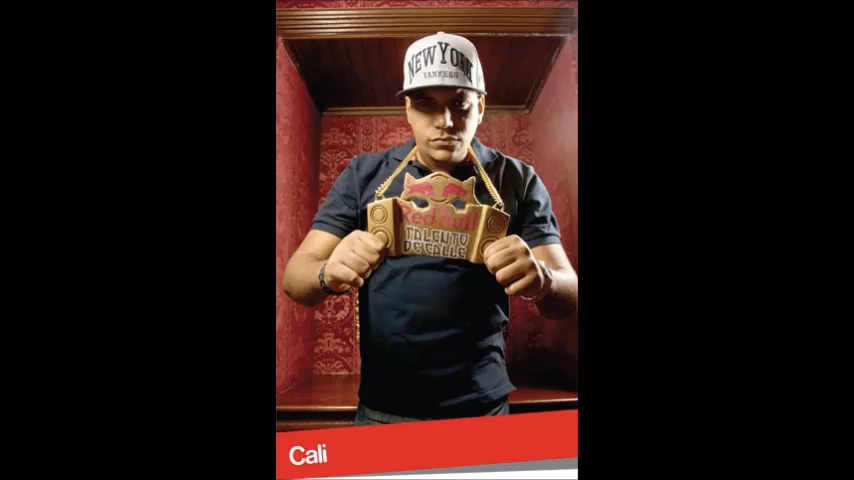 NEW YORK
YANKEES
Red Bull
TALENTO
DE CALLE
Cali